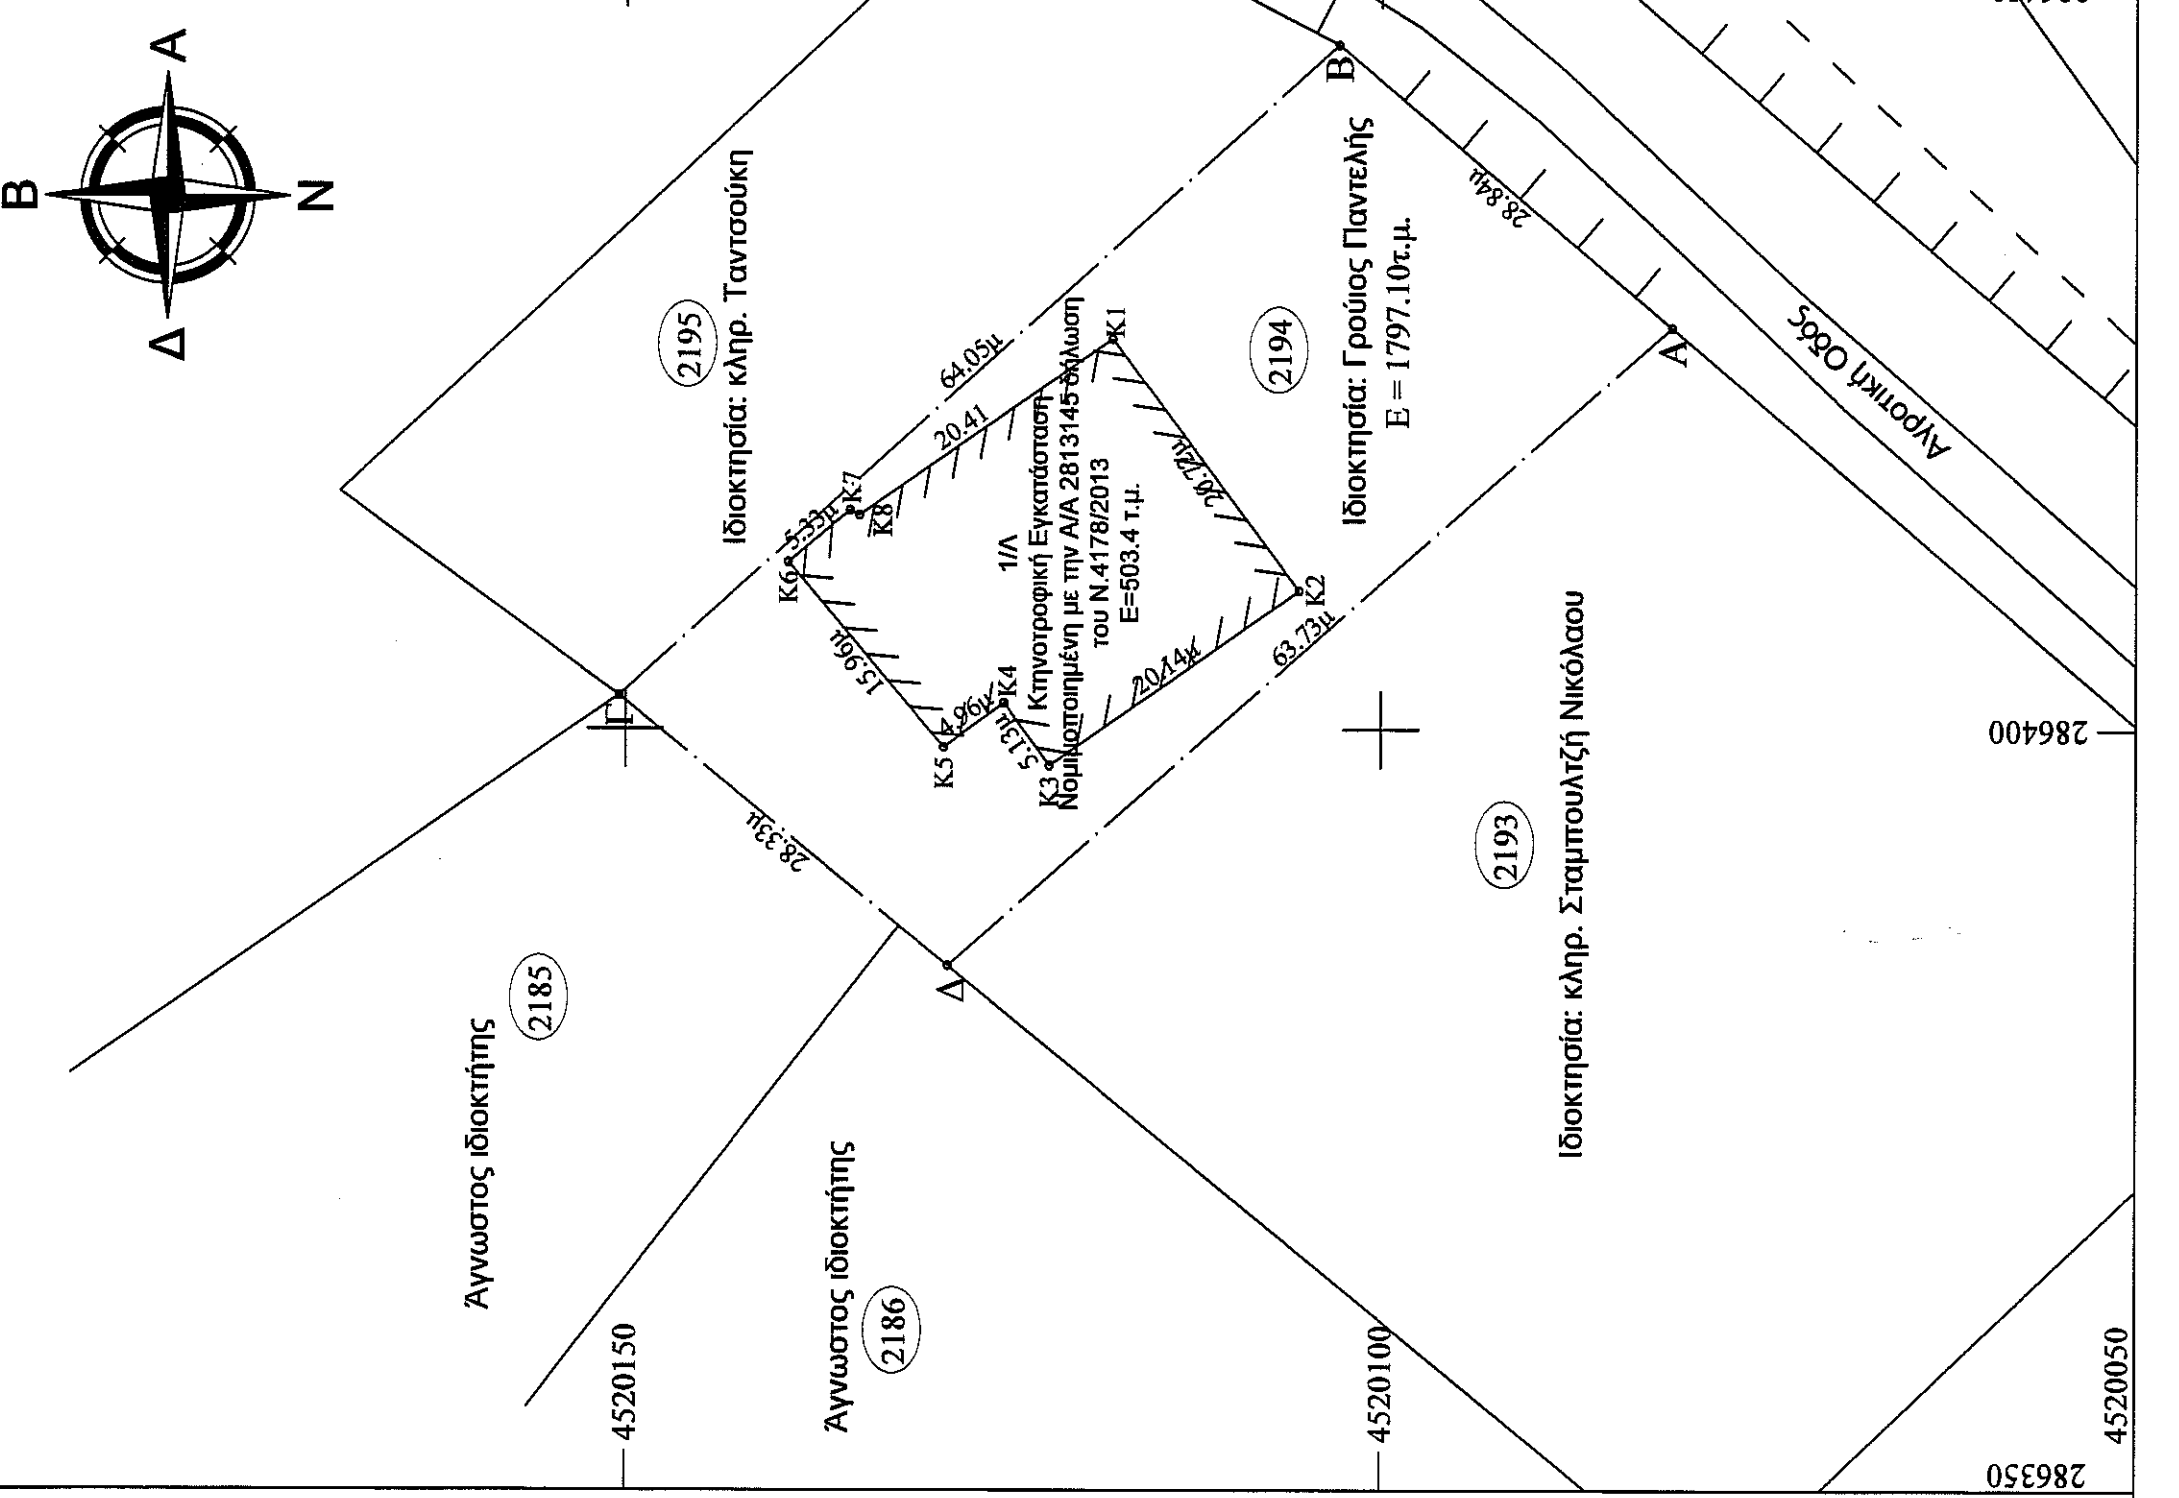 Β
Α
Δ
Ν
2195
Ιδιοκτησία: κληρ. Ταντσούκη
Γ
28.33μ
64.05μ
Β
28.84μ
Α
63.73μ
Δ
Κ6
5.33μ
Κ7
Κ8
20.41
Κ1
20.72μ
Κ2
20.14μ
Κ3
5.13μ
Κ4
4.96μ
Κ5
15.96μ
1/Λ
Κτηνοτροφική Εγκατάσταση
Νομιμοποιημένη με την Α/Α 2813145 δήλωση
του Ν.4178/2013
Ε=503.4 τ.μ.
2194
Ιδιοκτησία: Γρούιος Παντελής
Ε = 1797.10τ.μ.
Αγροτική Οδός
Άγνωστος ιδιοκτήτης
2185
Άγνωστος ιδιοκτήτης
2186
2193
Ιδιοκτησία: κληρ. Σταμπουλτζή Νικόλαου
4520150
4520100
4520050
286350
286400